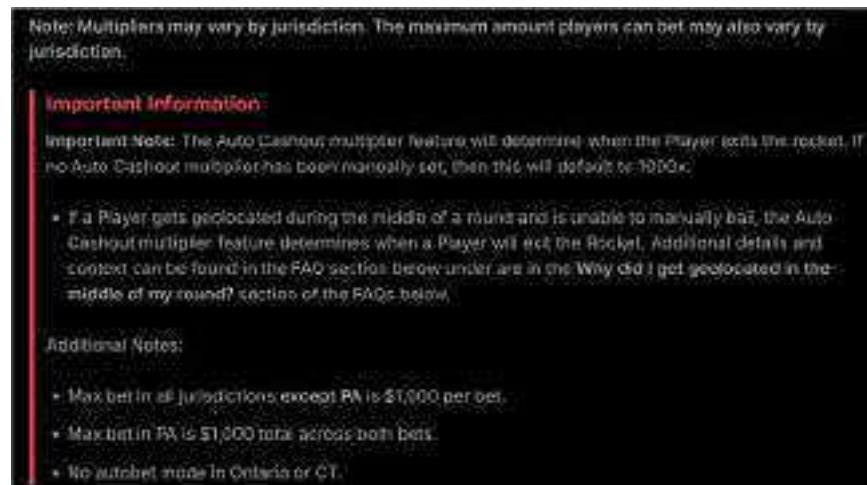 Note: Multipliers may vary by jurisdiction. The maximum amount players can bet may also vary by
jurisdiction.
Important Information
Important Note: The Auto Cashout multiplier feature will determine when the Player exits the rocket. If
no Auto Cashout multiplier has been manually set, then this will default to 1000x.
• If a Player gets geolocated during the middle of a round and is unable to manually bail, the Auto
Cashout multiplier feature determines when a Player will exit the Rocket. Additional details and
context can be found in the FAQ section below under are in the Why did I get geolocated in the
middle of my round? section of the FAQs below.
Additional Notes:
• Max bet in all jurisdictions except PA is $1,000 per bet.
• Max bet in PA is $1,000 total across both bets.
• No autobet mode in Ontario or CT.